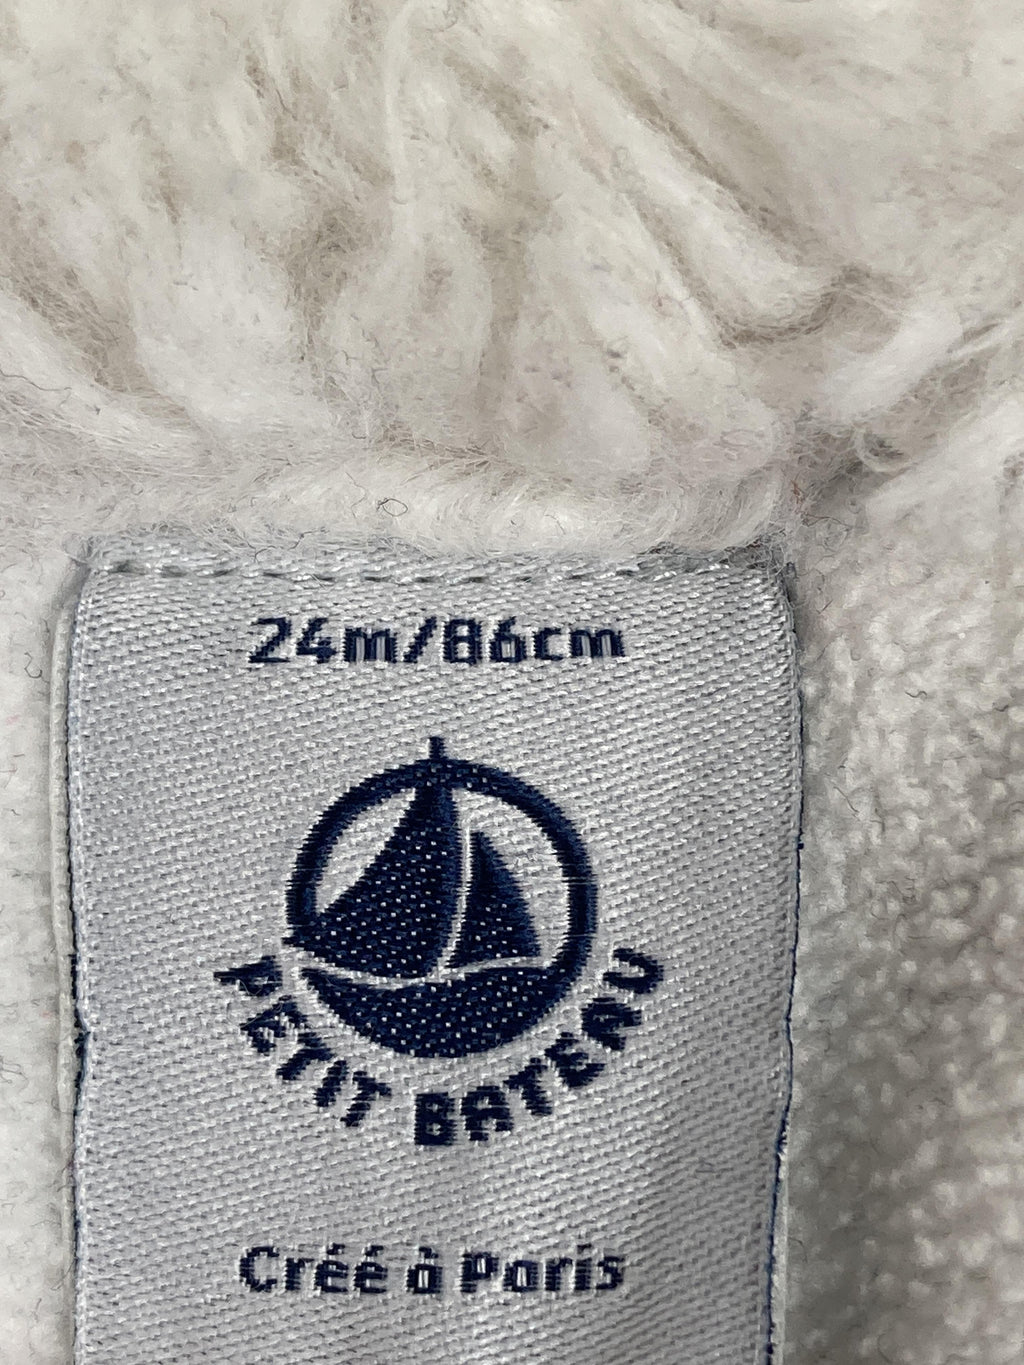 24m/86cm
PETIT BATEAU
Créé à Paris